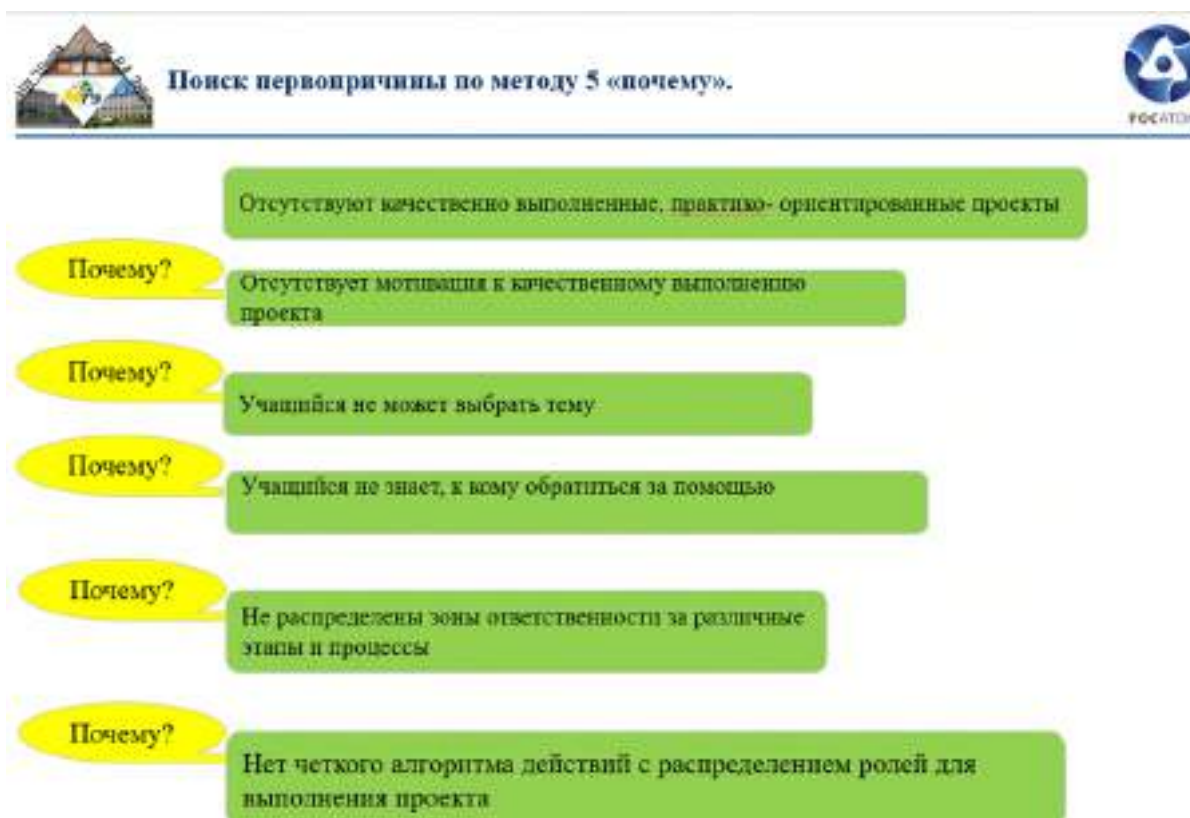 Поиск первопричины по методу 5 «почему».
РОСАТОМ
Отсутствуют качественно выполненные, практико- ориентированные проекты
Почему?
Отсутствует мотивация к качественному выполнению
проекта
Почему?
Учащийся не может выбрать тему
Почему?
Учащийся не знает, к кому обратиться за помощью
Почему?
Не распределены зоны ответственности за различные
этапы и процессы
Почему?
Нет четкого алгоритма действий с распределением ролей для
выполнения проекта